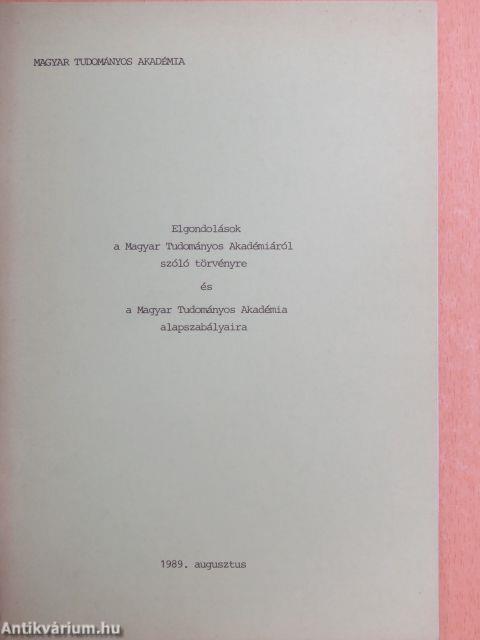 MAGYAR TUDOMÁNYOS AKADÉMIA
Elgondolások
a Magyar Tudományos Akadémiáról
szóló törvényre
és
a Magyar Tudományos Akadémia
alapszabályaira
1989. augusztus
Antikvárium.hu